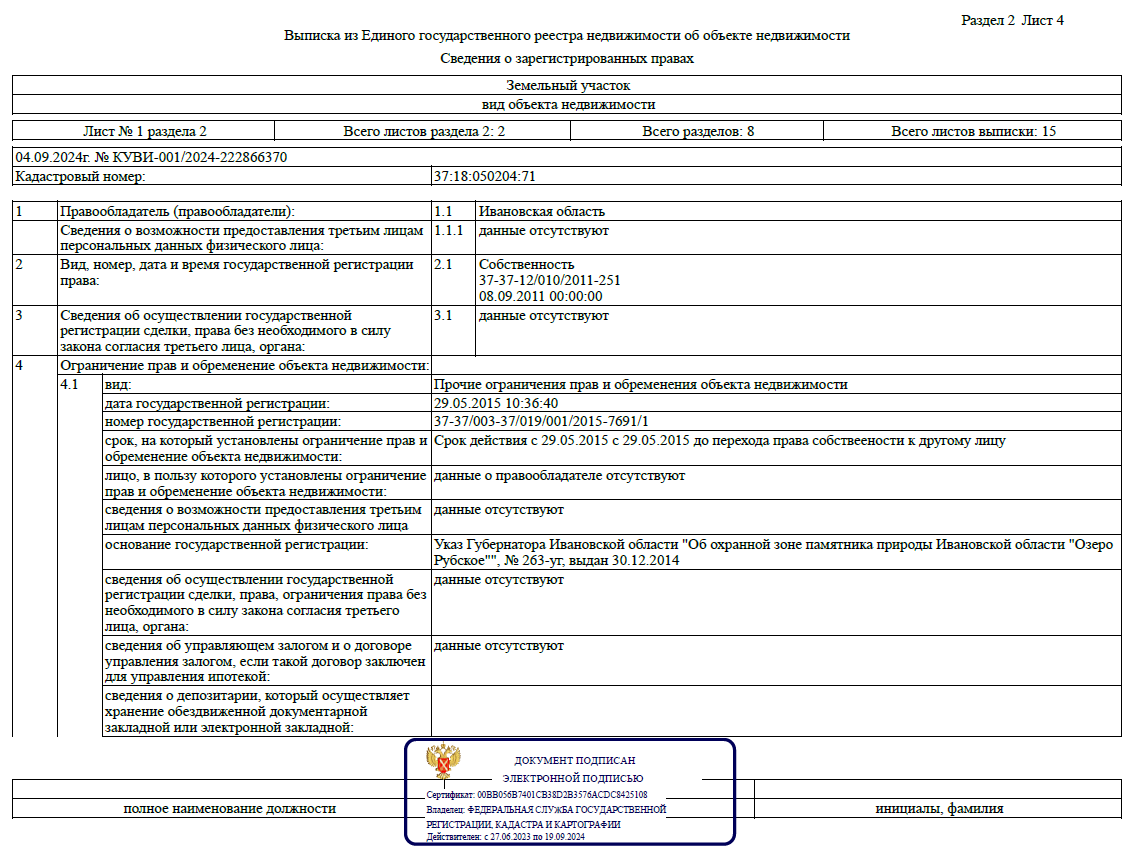 Раздел 2 Лист 4
Выписка из Единого государственного реестра недвижимости об объекте недвижимости
Сведения о зарегистрированных правах
Земельный участок
вид объекта недвижимости
Лист № 1 раздела 2 Всего листов раздела 2: 2 Всего разделов: 8 Всего листов выписки: 15
04.09.2024г. № КУВИ-001/2024-222866370
Кадастровый номер: 37:18:050204:71
1 Правообладатель (правообладатели): 1.1 Ивановская область
Сведения о возможности предоставления третьим лицам 1.1.1 данные отсутствуют
персональных данных физического лица:
2 Вид, номер, дата и время государственной регистрации 2.1 Собственность
права: 37-37-12/010/2011-251
08.09.2011 00:00:00
3 Сведения об осуществлении государственной 3.1 данные отсутствуют
регистрации сделки, права без необходимого в силу
закона согласия третьего лица, органа:
4 Ограничение прав и обременение объекта недвижимости:
4.1 вид: Прочие ограничения прав и обременения объекта недвижимости
дата государственной регистрации: 29.05.2015 10:36:40
номер государственной регистрации: 37-37/003-37/019/001/2015-7691/1
срок, на который установлены ограничение прав и Срок действия с 29.05.2015 с 29.05.2015 до перехода права собствеености к другому лицу
обременение объекта недвижимости:
лицо, в пользу которого установлены ограничение данные о правообладателе отсутствуют
прав и обременение объекта недвижимости:
сведения о возможности предоставления третьим данные отсутствуют
лицам персональных данных физического лица
основание государственной регистрации: Указ Губернатора Ивановской области "Об охранной зоне памятника природы Ивановской области "Озеро
Рубское"", № 263-уг, выдан 30.12.2014
сведения об осуществлении государственной данные отсутствуют
регистрации сделки, права, ограничения права без
необходимого в силу закона согласия третьего
лица, органа:
сведения об управляющем залогом и о договоре данные отсутствуют
управления залогом, если такой договор заключен
для управления ипотекой:
сведения о депозитарии, который осуществляет
хранение обездвиженной документарной
закладной или электронной закладной:
ДОКУМЕНТ ПОДПИСАН
ЭЛЕКТРОННОЙ ПОДПИСЬЮ
Сертификат: 00BB056B7401CB38D2B3576ACDC8425108
Владелец: ФЕДЕРАЛЬНАЯ СЛУЖБА ГОСУДАРСТВЕННОЙ
РЕГИСТРАЦИИ, КАДАСТРА И КАРТОГРАФИИ
Действителен: с 27.06.2023 по 19.09.2024
полное наименование должности инициалы, фамилия